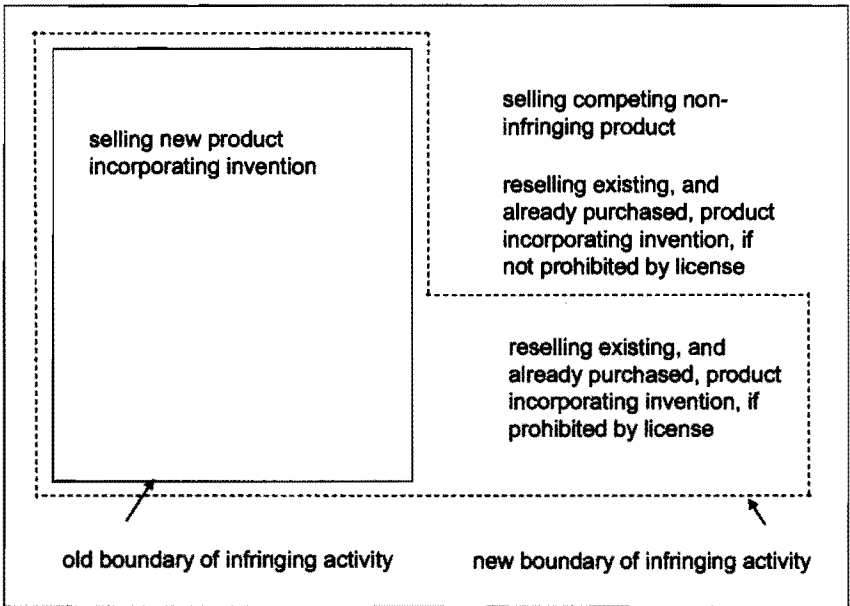 selling new product
incorporating invention
selling competing non-
infringing product
reselling existing, and
already purchased, product
incorporating invention, if
not prohibited by license
reselling existing, and
already purchased, product
incorporating invention, if
prohibited by license
old boundary of infringing activity
new boundary of infringing activity